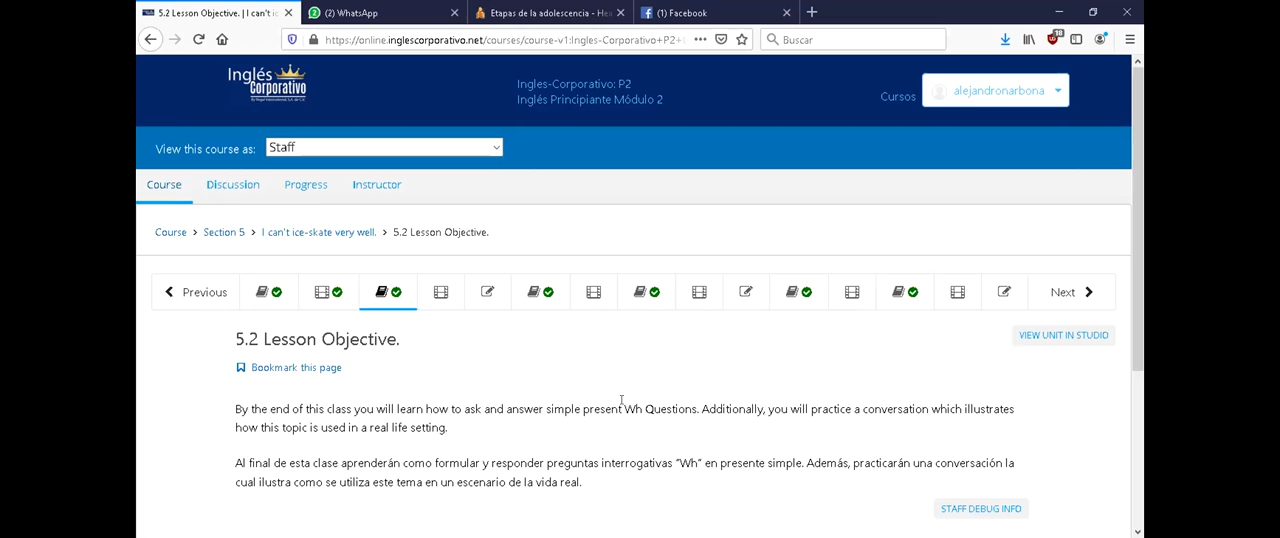 5.2 Lesson Objective. | I can't ic
(2) WhatsApp
Etapas de la adolescencia - Hea
(1) Facebook
https://online.inglescorporativo.net/courses/course-v1:Ingles-Corporativo+P2+
Buscar
18
Inglés
Corporativo
Ingles-Corporativo: P2
Inglés Principiante Módulo 2
Cursos
alejandronarbona
View this course as:
Staff
Course
Discussion
Progress
Instructor
Course > Section 5 > I can't ice-skate very well. > 5.2 Lesson Objective.
Previous
Next
5.2 Lesson Objective.
VIEW UNIT IN STUDIO
Bookmark this page
By the end of this class you will learn how to ask and answer simple present Wh Questions. Additionally, you will practice a conversation which illustrates
how this topic is used in a real life setting.
Al final de esta clase aprenderán como formular y responder preguntas interrogativas “Wh” en presente simple. Además, practicarán una conversación la
cual ilustra como se utiliza este tema en un escenario de la vida real.
STAFF DEBUG INFO